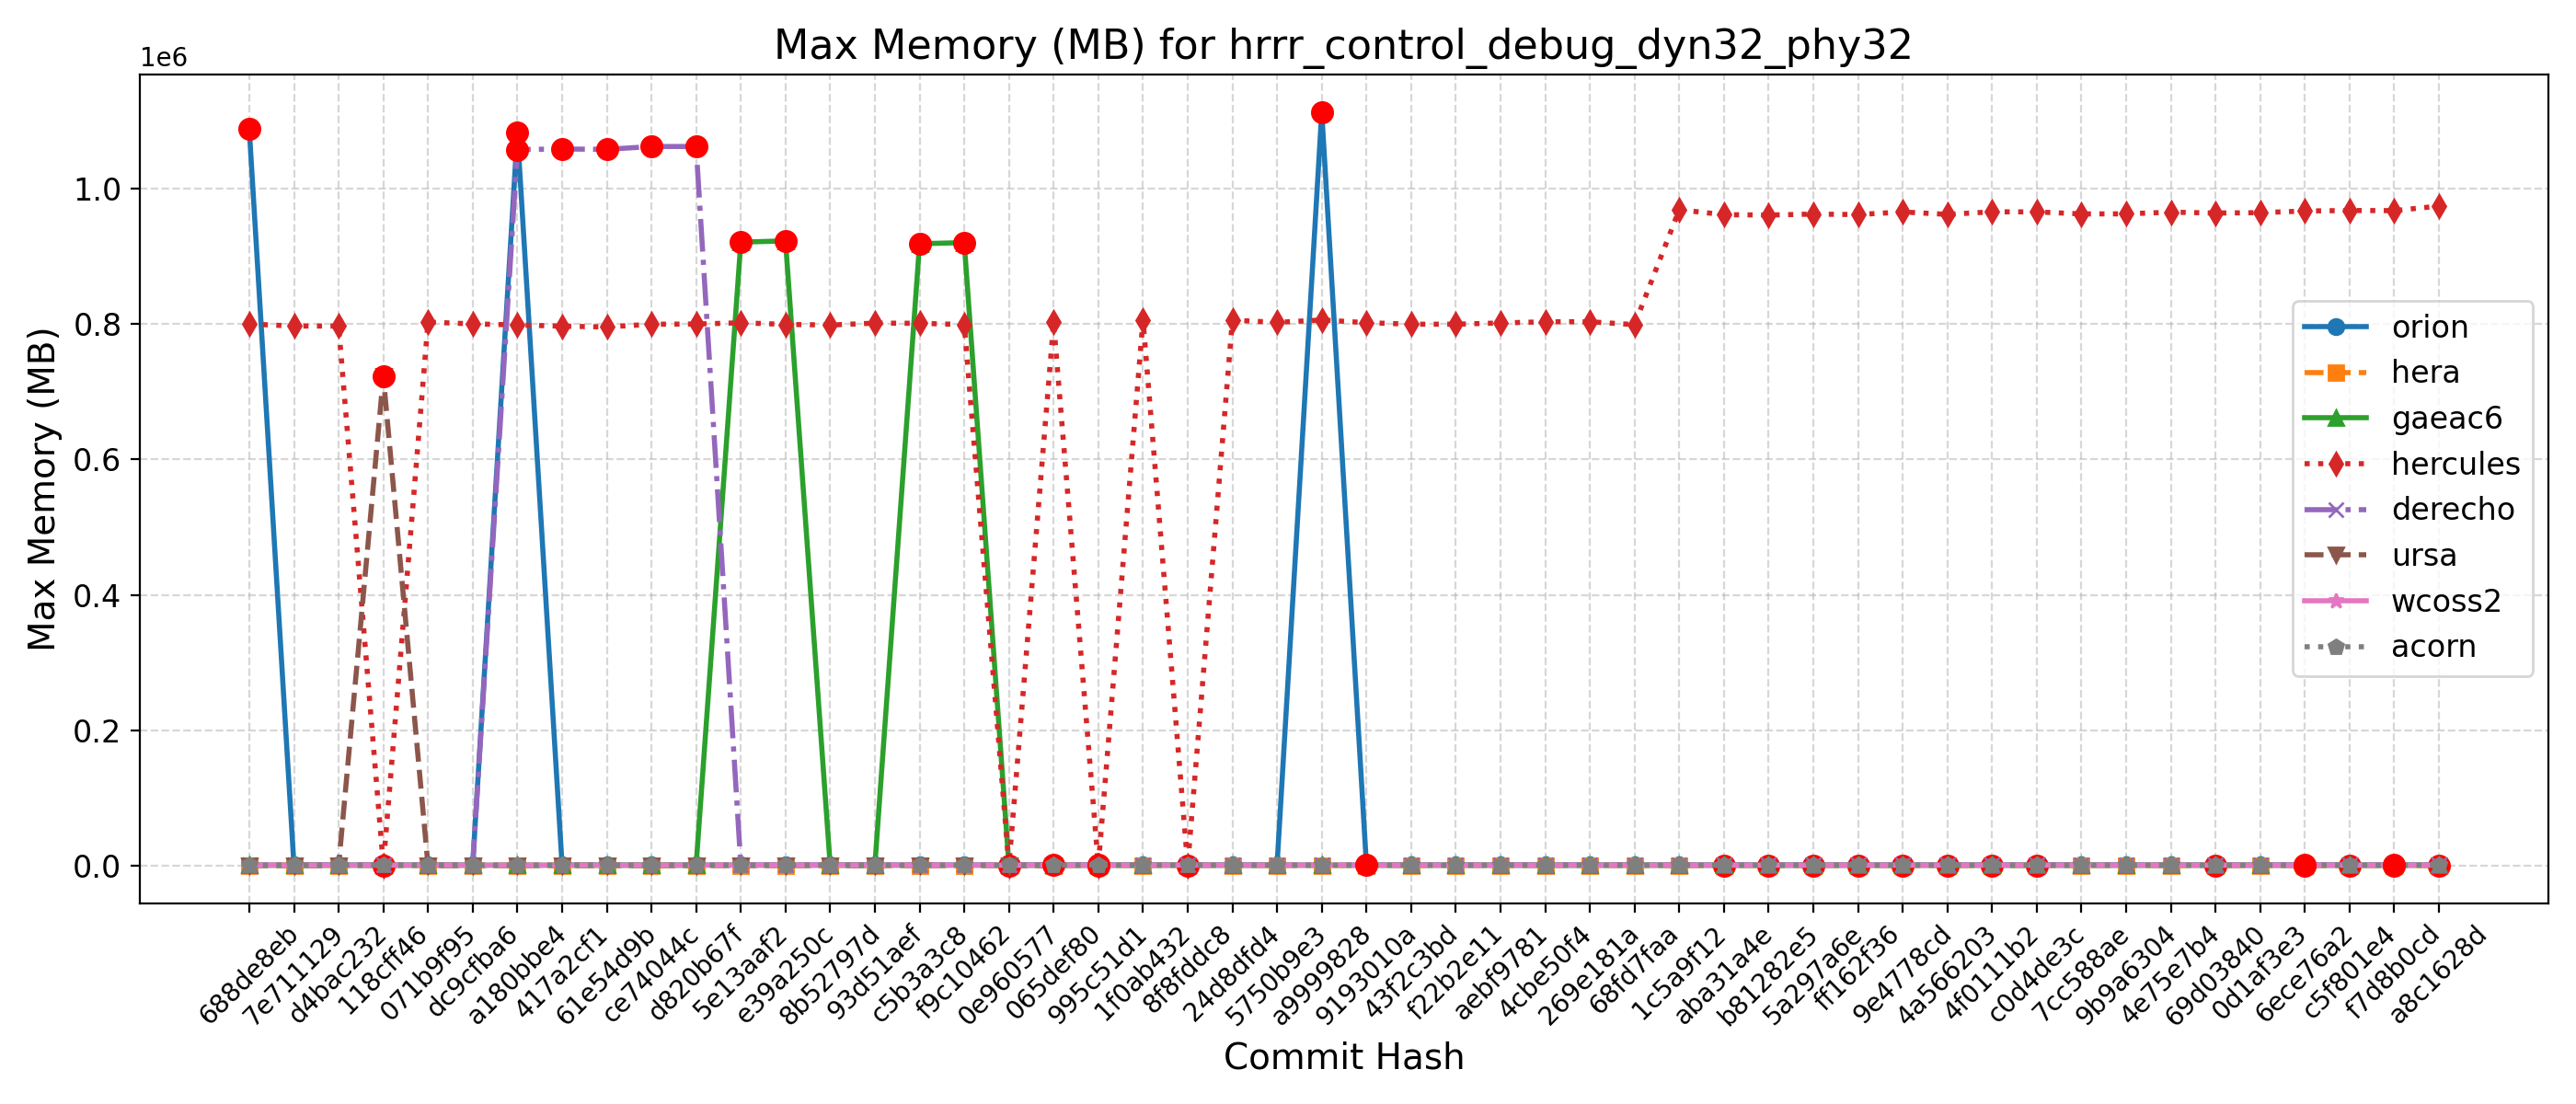 Max Memory (MB) for hrrr_control_debug_dyn32_phy32
1e6
1.0
0.8
0.6
0.4
0.2
0.0
Max Memory (MB)
orion
hera
gaeac6
hercules
derecho
ursa
wcoss2
acorn
688de8eb
7e711129
d4bac232
118cff46
071b9f95
dc9cfba6
a180bbe4
417a2cf1
61e54d9b
ce74044c
d820b67f
5e13aaf2
e39a250c
8b52797d
93d51aef
c5b3a3c8
f9c10462
0e960577
065def80
995c51d1
1f0ab432
8f8fddc8
24d8dfd4
5750b9e3
a9999828
9193010a
43f2c3bd
f22b2e11
aebf9781
4cbe50f4
269e181a
68fd7faa
1c5a9f12
aba31a4e
b81282e5
5a297a6e
ff162f36
9e4778cd
4a566203
4f0111b2
c0d4de3c
7cc588ae
9b9a6304
4e75e7b4
69d03840
0d1af3e3
6ece76a2
c5f801e4
f7d8b0cd
a8c1628d
Commit Hash